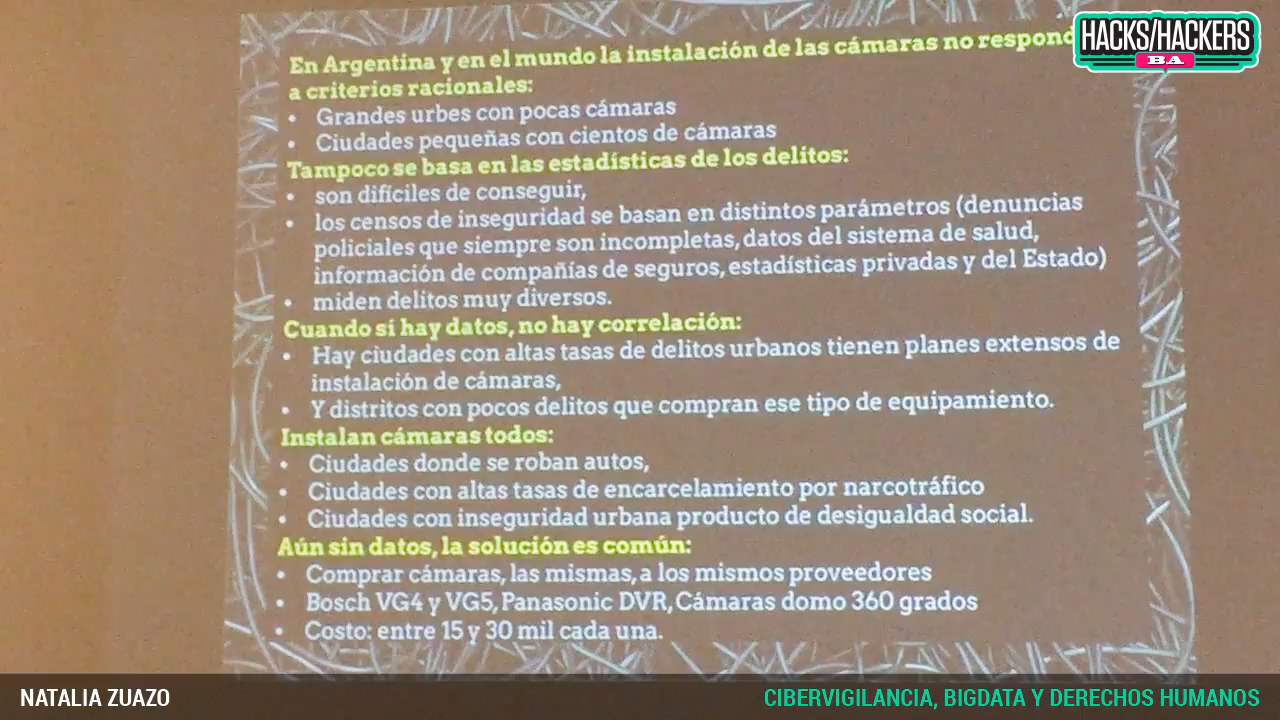 HACKS/HACKERS
BA
En Argentina y en el mundo la instalación de las cámaras no respond
a criterios racionales:
• Grandes urbes con pocas cámaras
• Ciudades pequeñas con cientos de cámaras
Tampoco se basa en las estadísticas de los delitos:
• son difíciles de conseguir,
• los censos de inseguridad se basan en distintos parámetros (denuncias
policiales que siempre son incompletas, datos del sistema de salud,
información de compañías de seguros, estadísticas privadas y del Estado)
• miden delitos muy diversos.
Cuando sí hay datos, no hay correlación:
• Hay ciudades con altas tasas de delitos urbanos tienen planes extensos de
instalación de cámaras,
• Y distritos con pocos delitos que compran ese tipo de equipamiento.
Instalan cámaras todos:
• Ciudades donde se roban autos,
• Ciudades con altas tasas de encarcelamiento por narcotráfico
• Ciudades con inseguridad urbana producto de desigualdad social.
Aún sin datos, la solución es común:
• Comprar cámaras, las mismas, a los mismos proveedores
• Bosch VG4 y VG5, Panasonic DVR, Cámaras domo 360 grados
• Costo: entre 15 y 30 mil cada una.
NATALIA ZUAZO
CIBERVIGILANCIA, BIGDATA Y DERECHOS HUMANOS